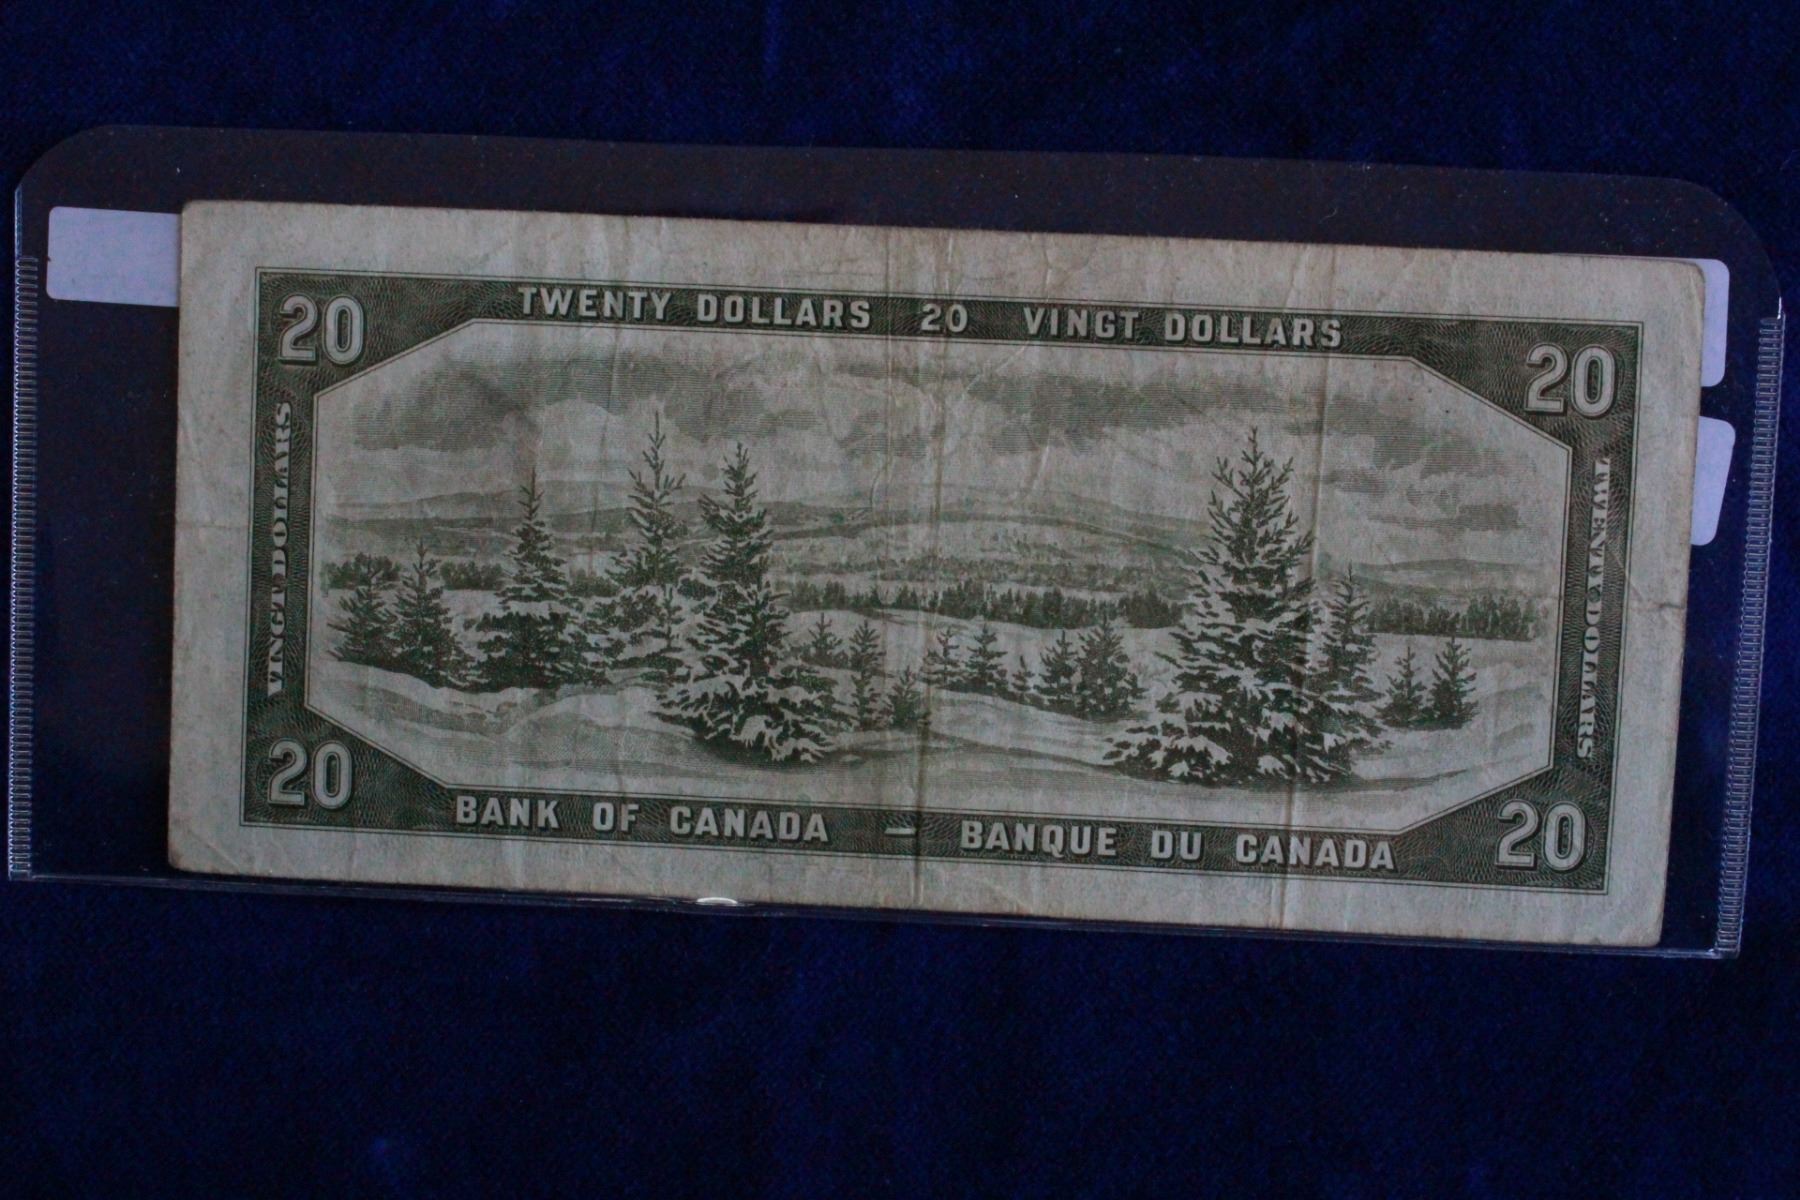 20
TWENTY DOLLARS 20 VINGT DOLLARS
20
VINGT DOLLARS
TWENTY DOLLARS
20
BANK OF CANADA — BANQUE DU CANADA
20